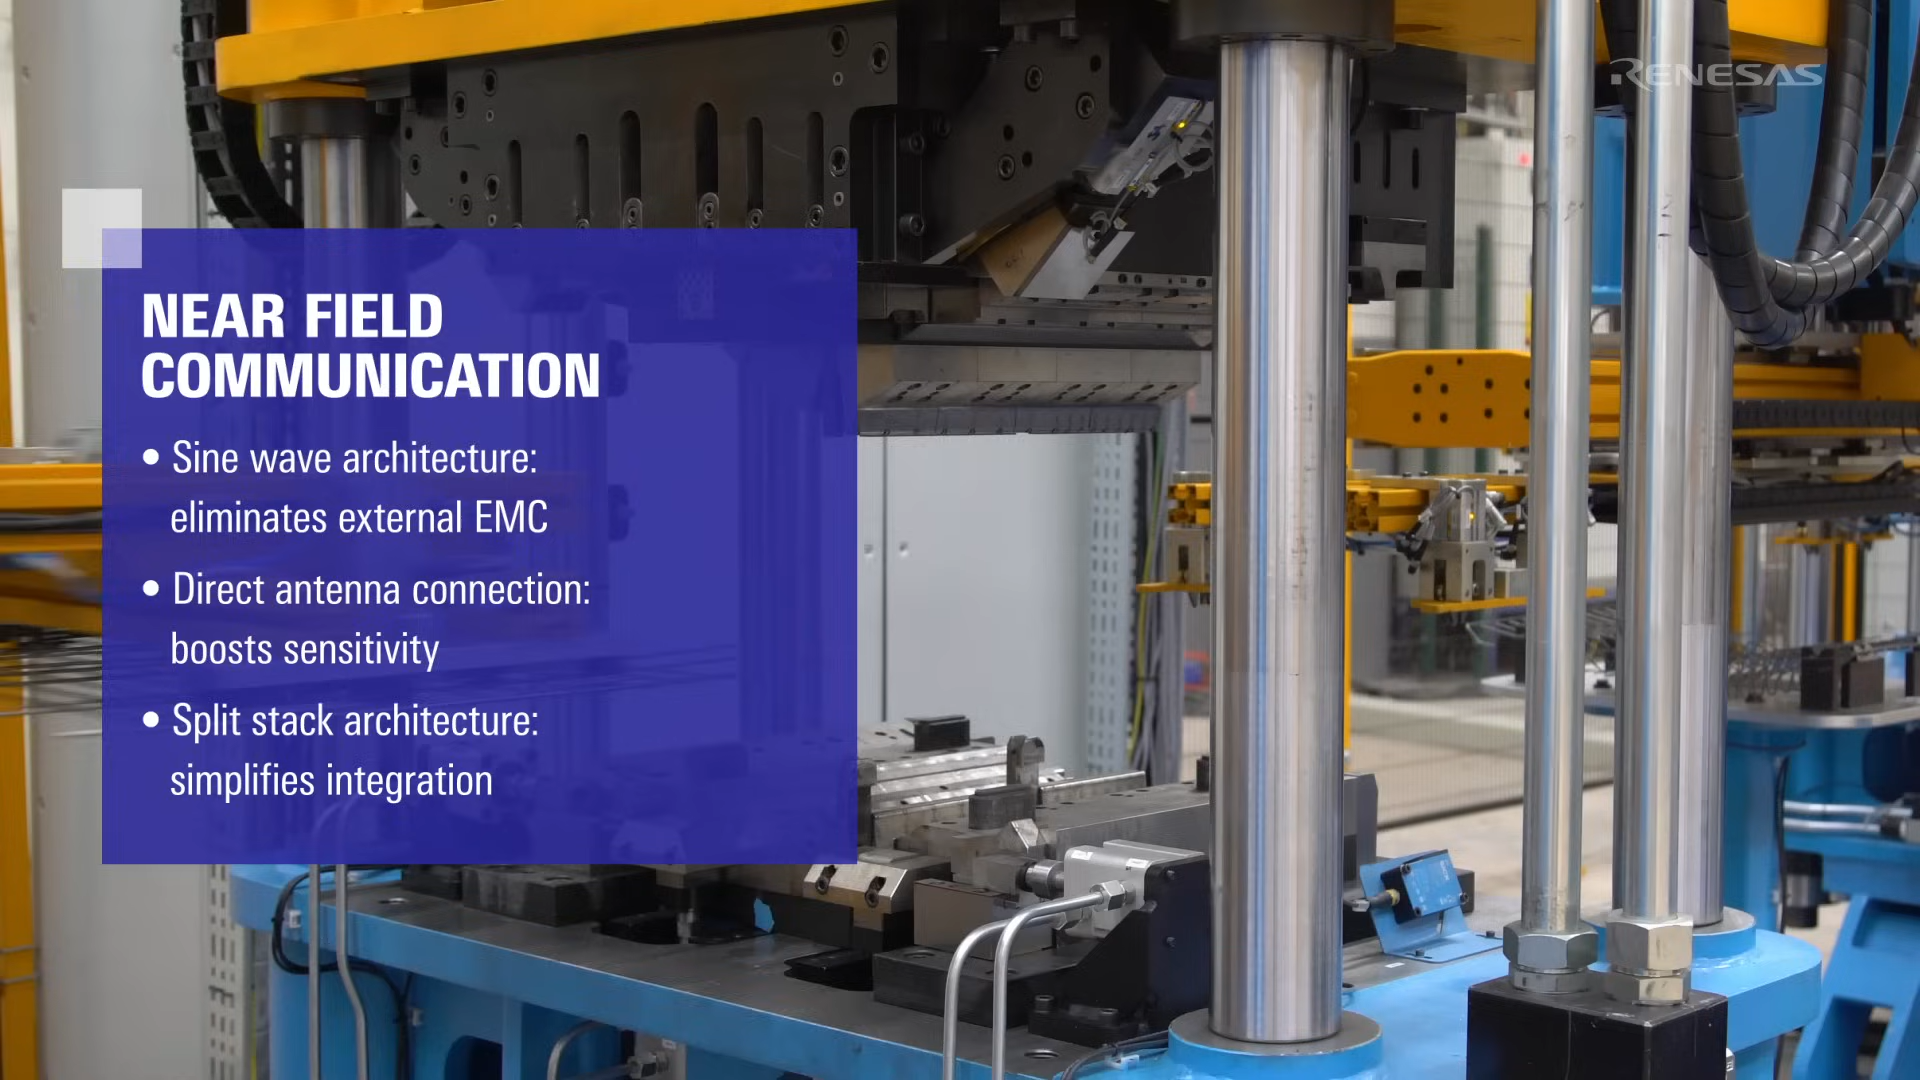 RENESAS
NEAR FIELD
COMMUNICATION
• Sine wave architecture:
eliminates external EMC
• Direct antenna connection:
boosts sensitivity
• Split stack architecture:
simplifies integration